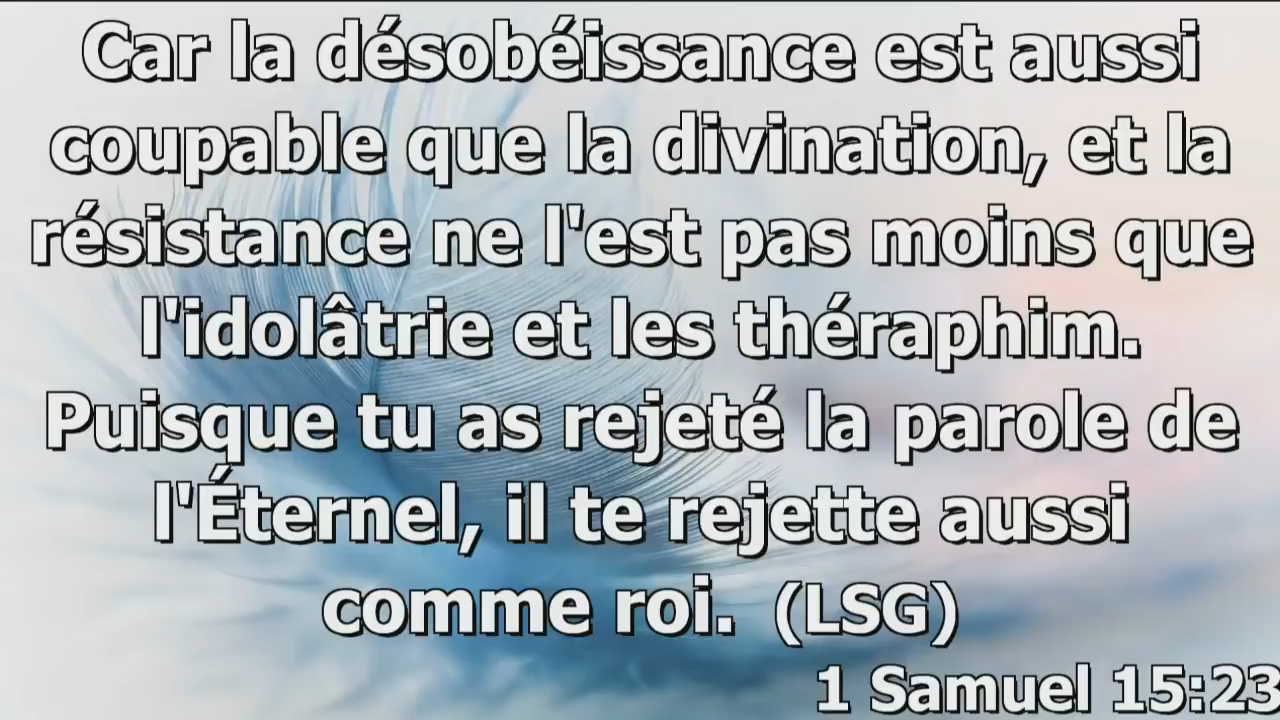 Car la désobéissance est aussi
coupable que la divination, et la
résistance ne l'est pas moins que
l'idolâtrie et les théraphim.
Puisque tu as rejeté la parole de
l'Éternel, il te rejette aussi
comme roi. (LSG)
1 Samuel 15:23